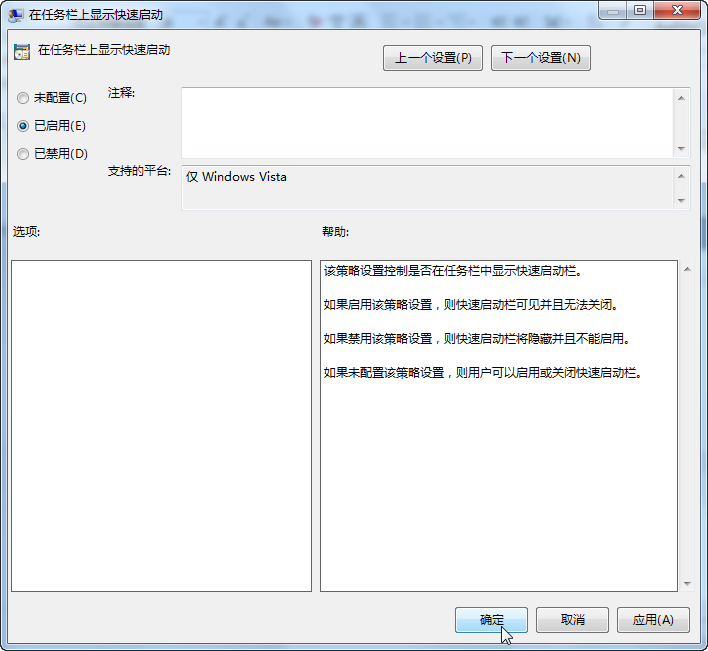 在任务栏上显示快速启动
在任务栏上显示快速启动
上一个设置(P)
下一个设置(N)
未配置(C)
注释:
已启用(E)
已禁用(D)
支持的平台:
仅 Windows Vista
选项:
帮助:
该策略设置控制是否在任务栏中显示快速启动栏。
如果启用该策略设置，则快速启动栏可见并且无法关闭。
如果禁用该策略设置，则快速启动栏将隐藏并且不能启用。
如果未配置该策略设置，则用户可以启用或关闭快速启动栏。
确定
取消
应用(A)